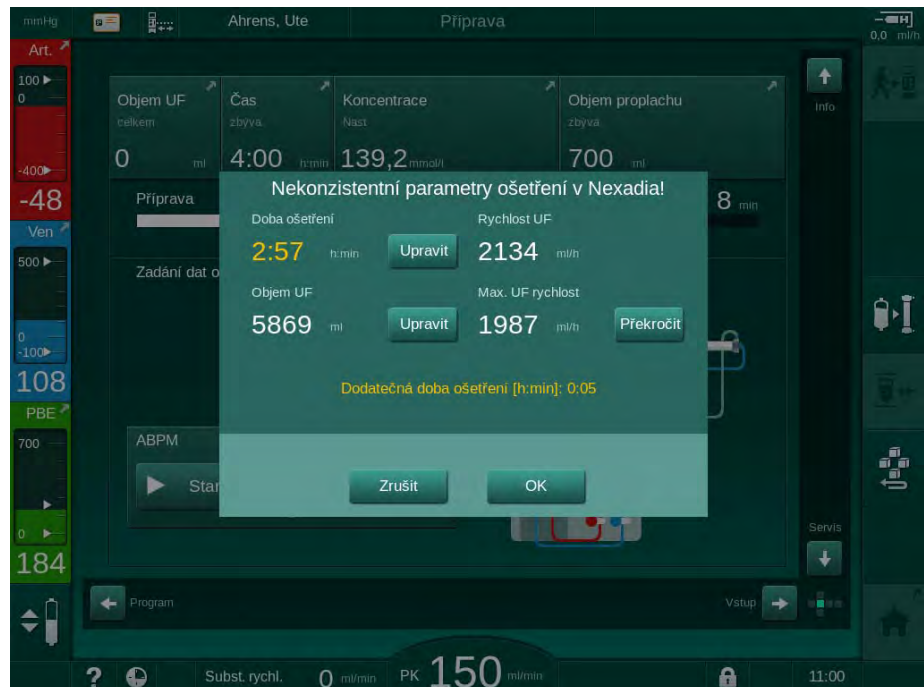 mmHg
Ahrens, Ute
Příprava
0,0 ml/h
Art.
100
0
-400
-48
Ven
500
0
-100
108
PBE
700
0
184
Objem UF
celkem
0 ml
Čas
zbývá
4:00 h:min
Koncentrace
Nast
139,2 mmol/l
Objem proplachu
zbývá
700 ml
Info
Příprava
8 min
Zadání dat o
Nekonzistentní parametry ošetření v Nexadia!
Doba ošetření
2:57 h:min
Upravit
Rychlost UF
2134 ml/h
Objem UF
5869 ml
Upravit
Max. UF rychlost
1987 ml/h
Překročit
Dodatečná doba ošetření [h:min]: 0:05
Zrušit
OK
ABPM
Star
Servis
Program
Vstup
?
Subst. rychl. 0 ml/min
PK 150 ml/min
11:00